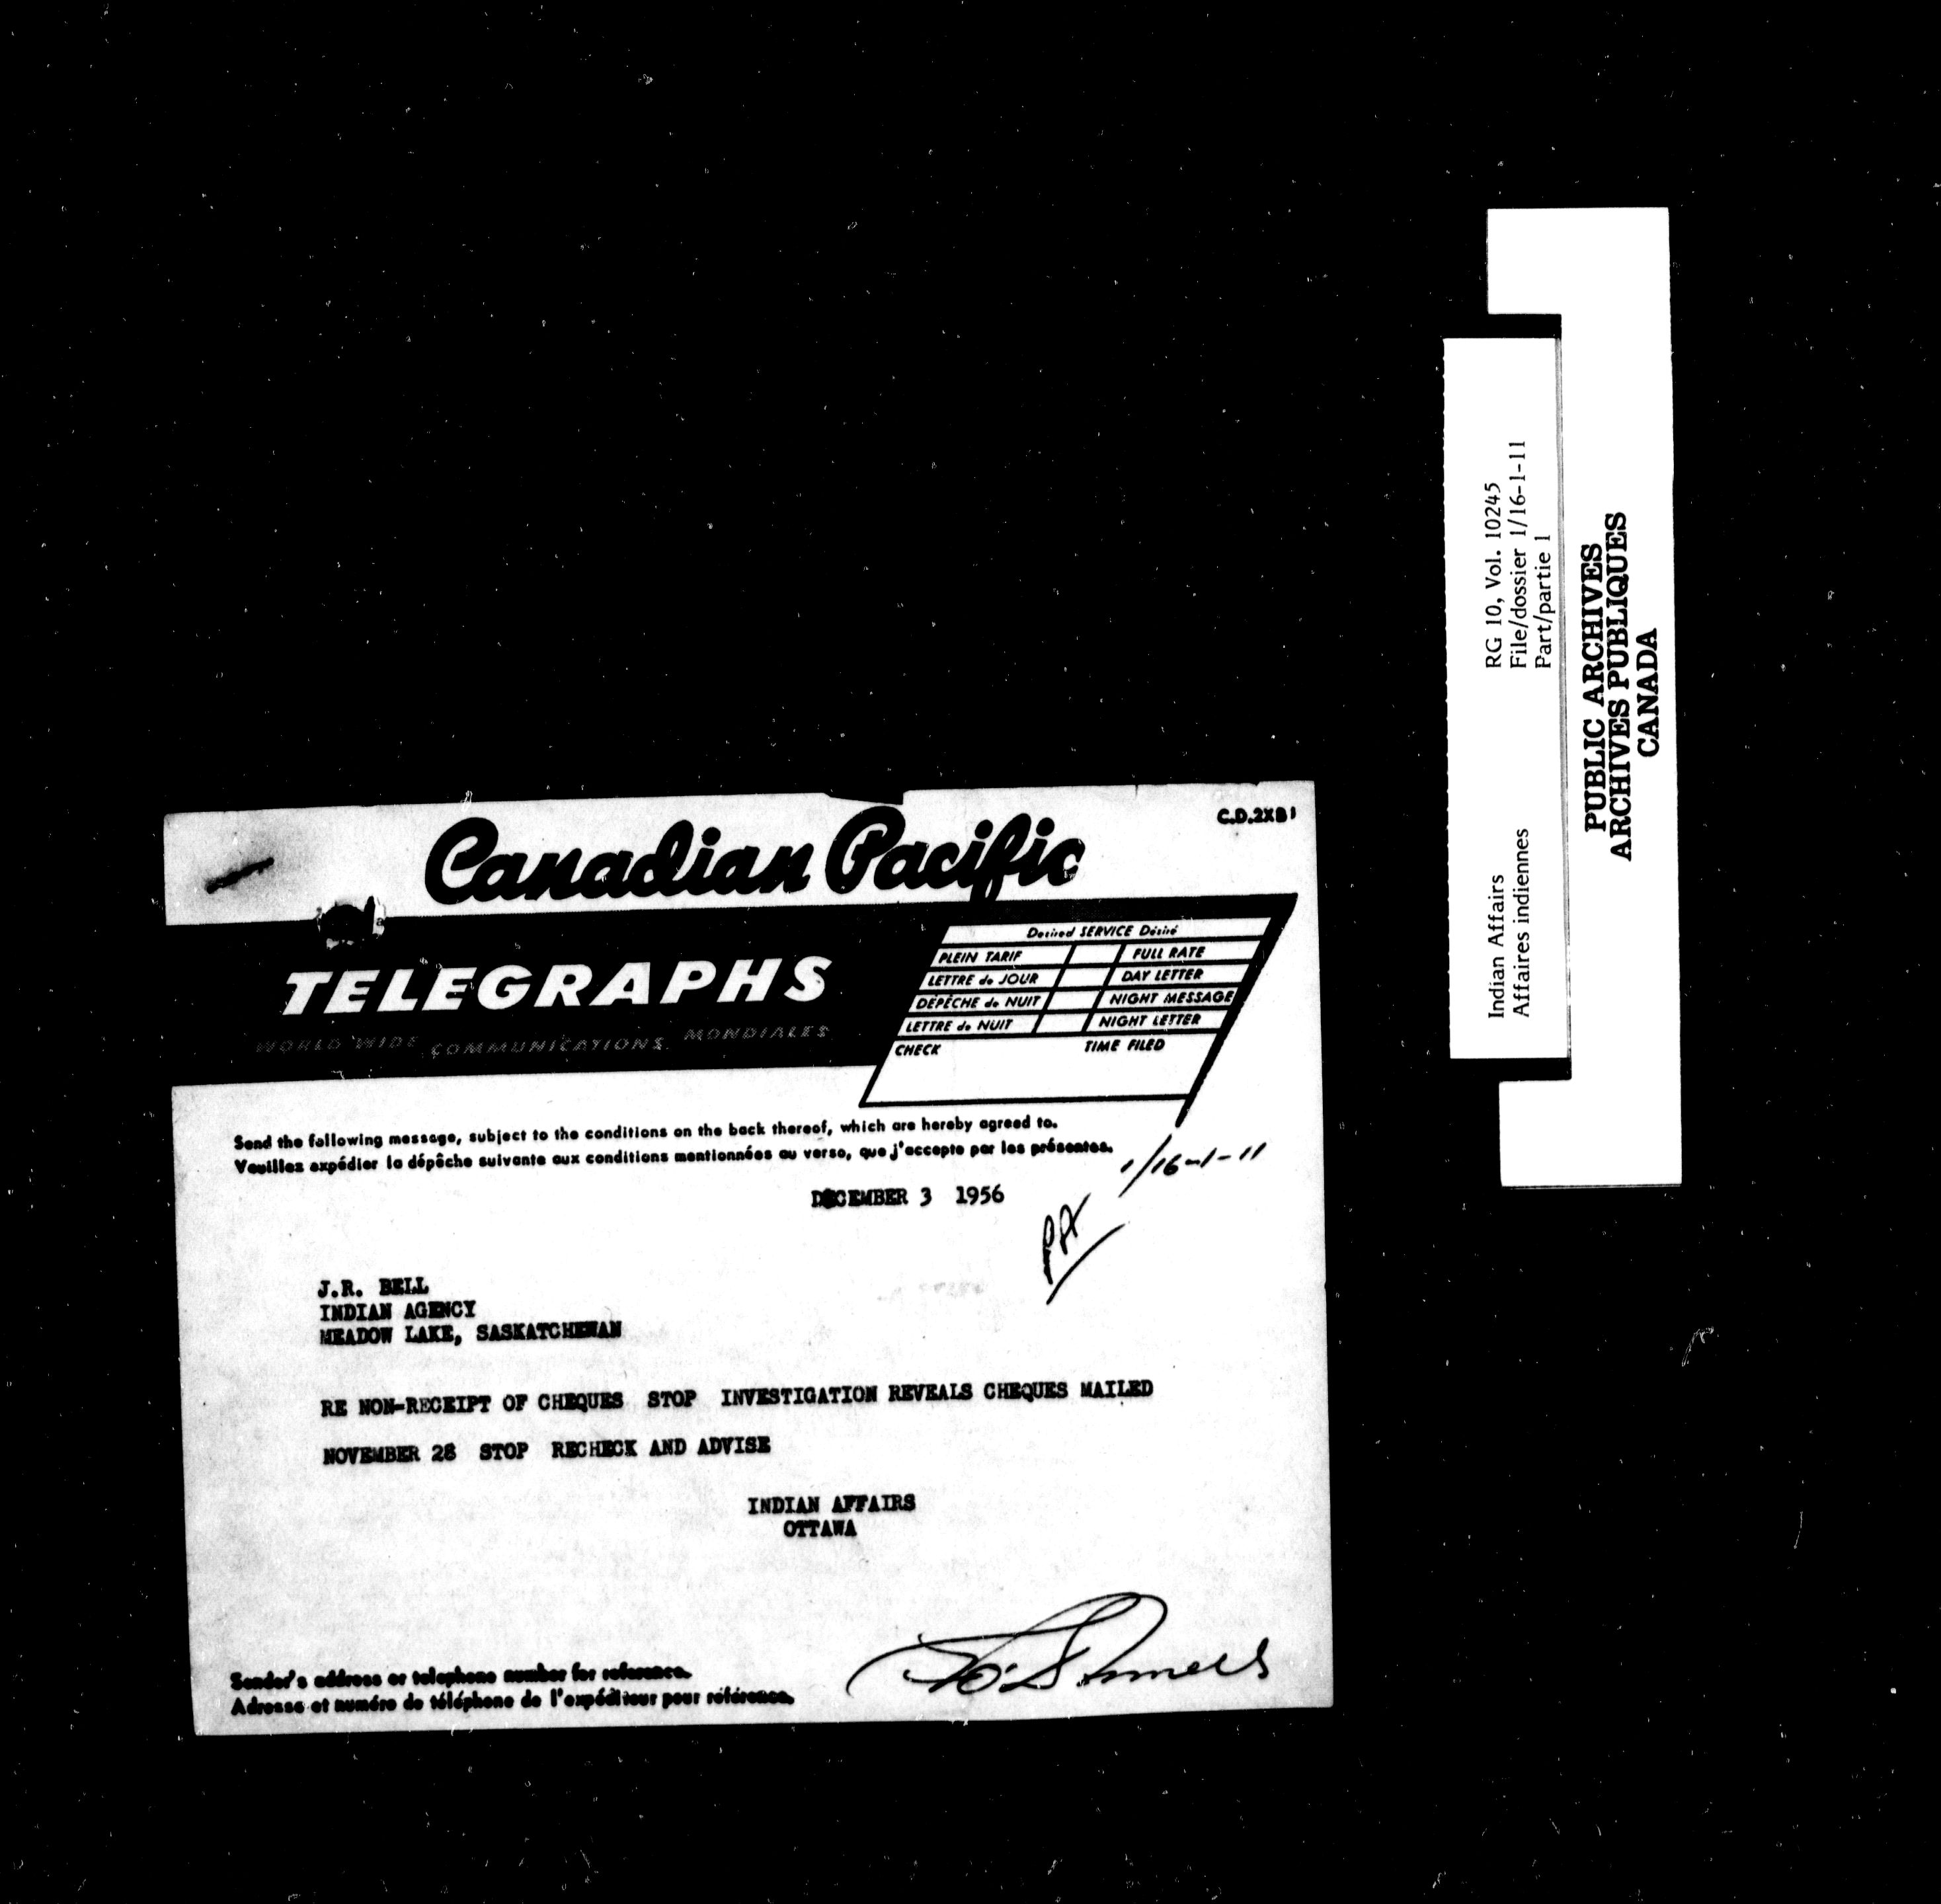 Canadian Pacific
C.D.2XB1
TELEGRAPHS
WORLD WIDE COMMUNICATIONS MONDIALES
Desired SERVICE Désiré
PLEIN TARIF FULL RATE
LETTRE de JOUR DAY LETTER
DÉPÊCHE de NUIT NIGHT MESSAGE
LETTRE de NUIT NIGHT LETTER
CHECK TIME FILED
Send the following message, subject to the conditions on the back thereof, which are hereby agreed to.
Veuillez expédier la dépêche suivante aux conditions mentionnées au verso, que j'accepte par les présentes.
1/16-1-11
DECEMBER 3 1956
PA
J.R. BELL
INDIAN AGENCY
MEADOW LAKE, SASKATCHEWAN
RE NON-RECEIPT OF CHEQUES STOP INVESTIGATION REVEALS CHEQUES MAILED
NOVEMBER 28 STOP RECHECK AND ADVISE
INDIAN AFFAIRS
OTTAWA
Sender's address or telephone number for reference.
Adresse et numéro de téléphone de l'expéditeur pour référence.
Indian Affairs RG 10, Vol. 10245
Affaires indiennes File/dossier 1/16-1-11
Part/partie 1
PUBLIC ARCHIVES
ARCHIVES PUBLIQUES
CANADA